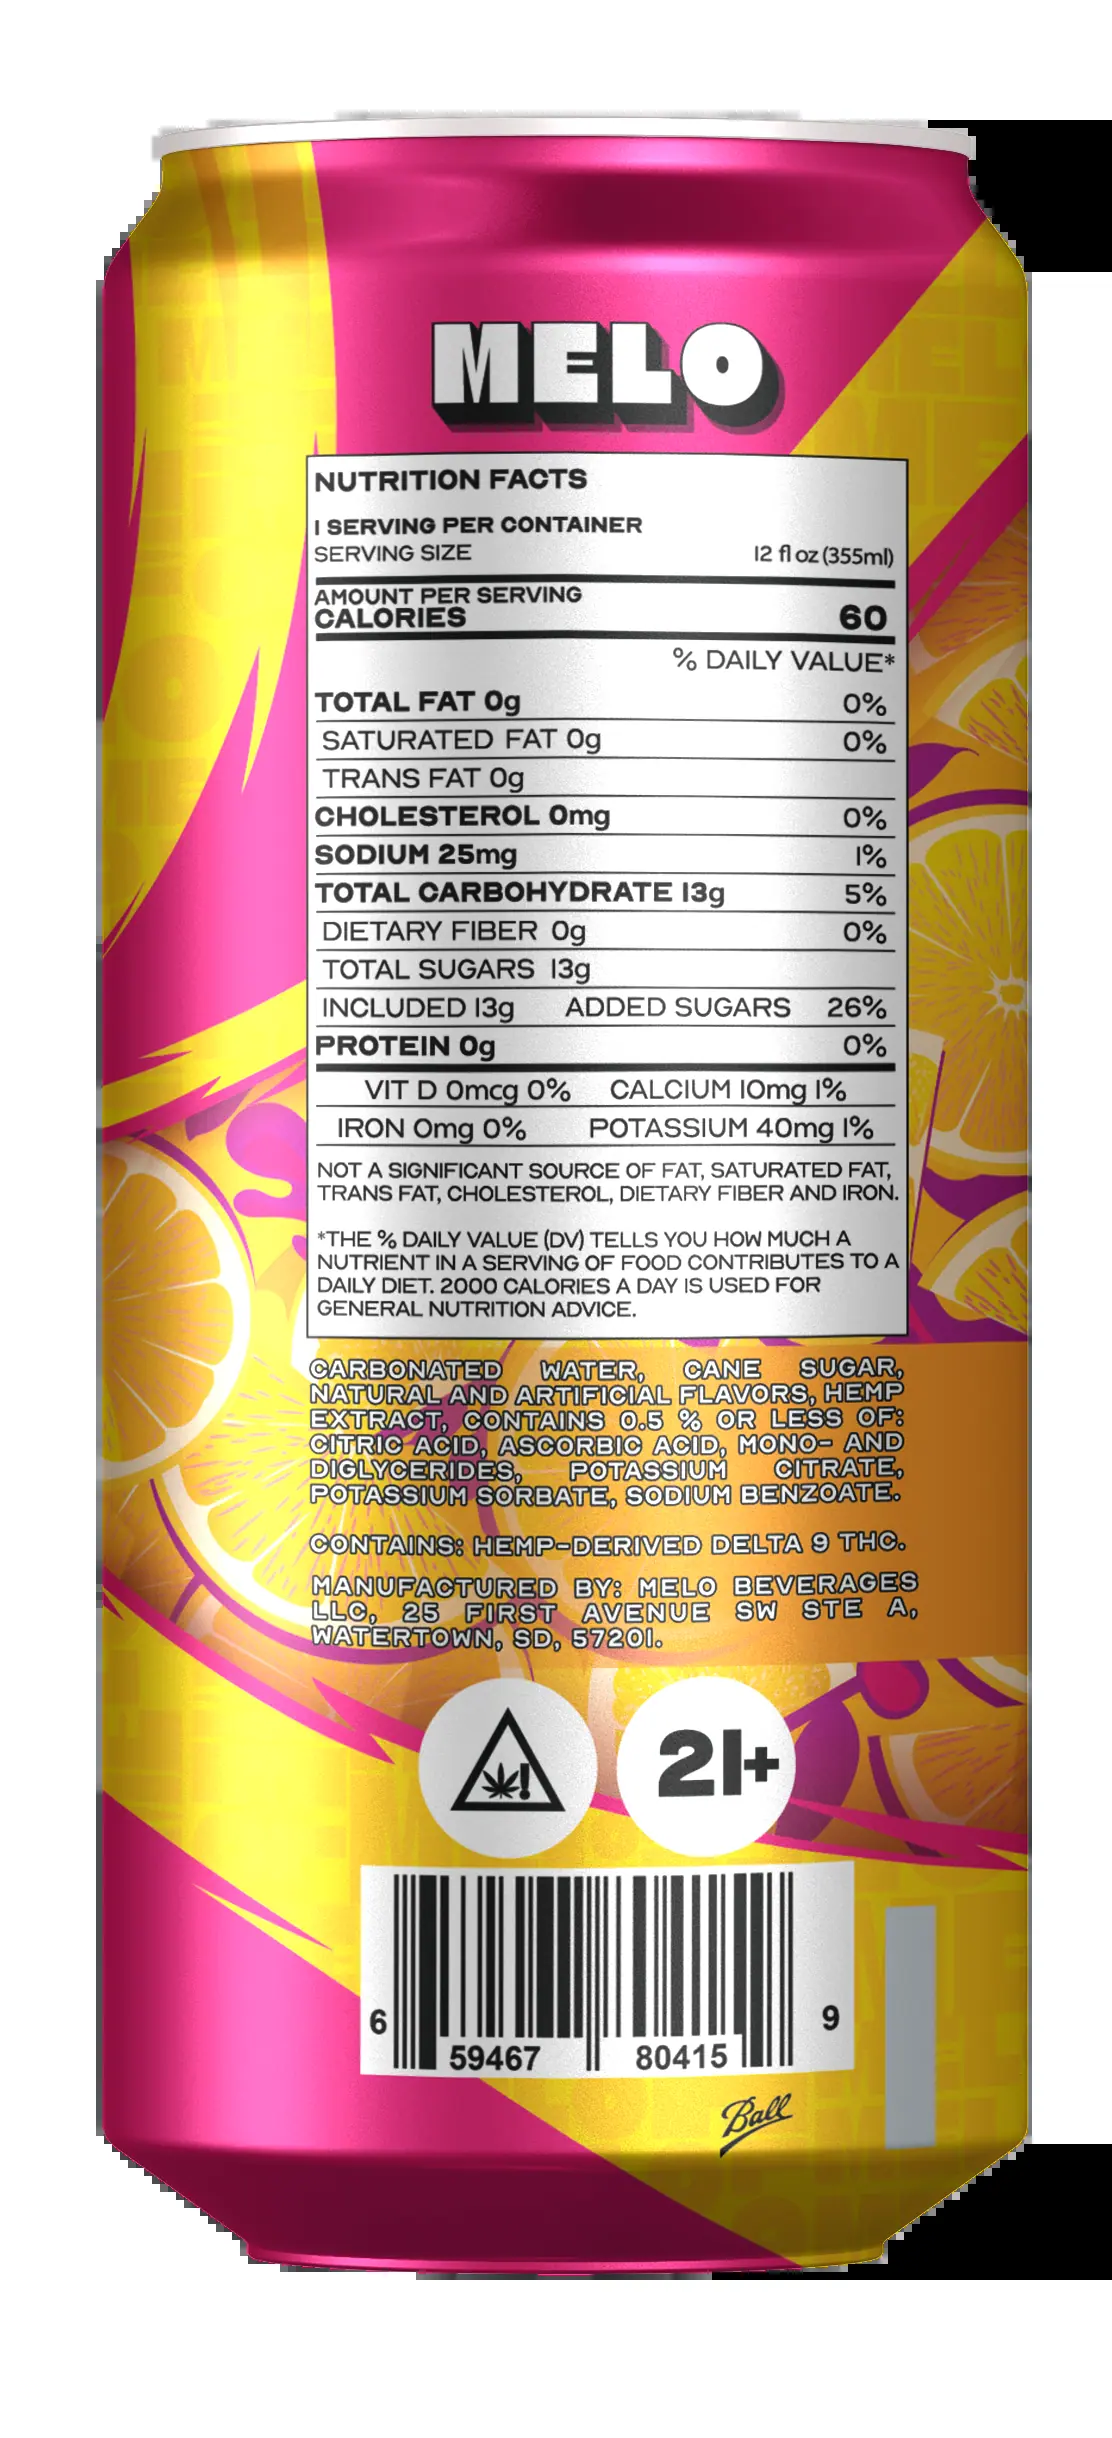 MELO
NUTRITION FACTS
1 SERVING PER CONTAINER
SERVING SIZE 12 fl oz (355ml)
AMOUNT PER SERVING
CALORIES 60
% DAILY VALUE*
TOTAL FAT 0g 0%
SATURATED FAT 0g 0%
TRANS FAT 0g
CHOLESTEROL 0mg 0%
SODIUM 25mg 1%
TOTAL CARBOHYDRATE 13g 5%
DIETARY FIBER 0g 0%
TOTAL SUGARS 13g
INCLUDED 13g ADDED SUGARS 26%
PROTEIN 0g 0%
VIT D 0mcg 0% CALCIUM 10mg 1%
IRON 0mg 0% POTASSIUM 40mg 1%
NOT A SIGNIFICANT SOURCE OF FAT, SATURATED FAT,
TRANS FAT, CHOLESTEROL, DIETARY FIBER AND IRON.
*THE % DAILY VALUE (DV) TELLS YOU HOW MUCH A
NUTRIENT IN A SERVING OF FOOD CONTRIBUTES TO A
DAILY DIET. 2000 CALORIES A DAY IS USED FOR
GENERAL NUTRITION ADVICE.
CARBONATED WATER, CANE SUGAR,
NATURAL AND ARTIFICIAL FLAVORS, HEMP
EXTRACT, CONTAINS 0.5 % OR LESS OF:
CITRIC ACID, ASCORBIC ACID, MONO- AND
DIGLYCERIDES, POTASSIUM CITRATE,
POTASSIUM SORBATE, SODIUM BENZOATE.
CONTAINS: HEMP-DERIVED DELTA 9 THC.
MANUFACTURED BY: MELO BEVERAGES
LLC, 25 FIRST AVENUE SW STE A,
WATERTOWN, SD, 57201.
!
21+
6 59467 80415 9
Ball